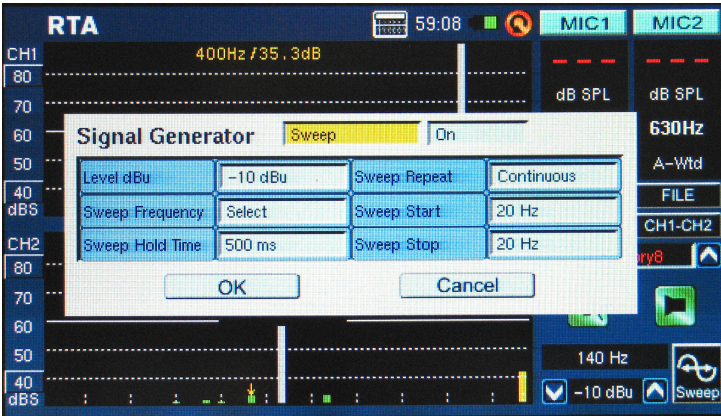 RTA
59:08
MIC1
MIC2
CH1
400Hz/35.3dB
80
70
60
50
40
dBS
dB SPL
dB SPL
630Hz
A-Wtd
FILE
CH1-CH2
ry8
Signal Generator
Sweep
On
Level dBu
-10 dBu
Sweep Repeat
Continuous
Sweep Frequency
Select
Sweep Start
20 Hz
Sweep Hold Time
500 ms
Sweep Stop
20 Hz
OK
Cancel
CH2
80
70
60
50
40
dBS
140 Hz
-10 dBu
Sweep